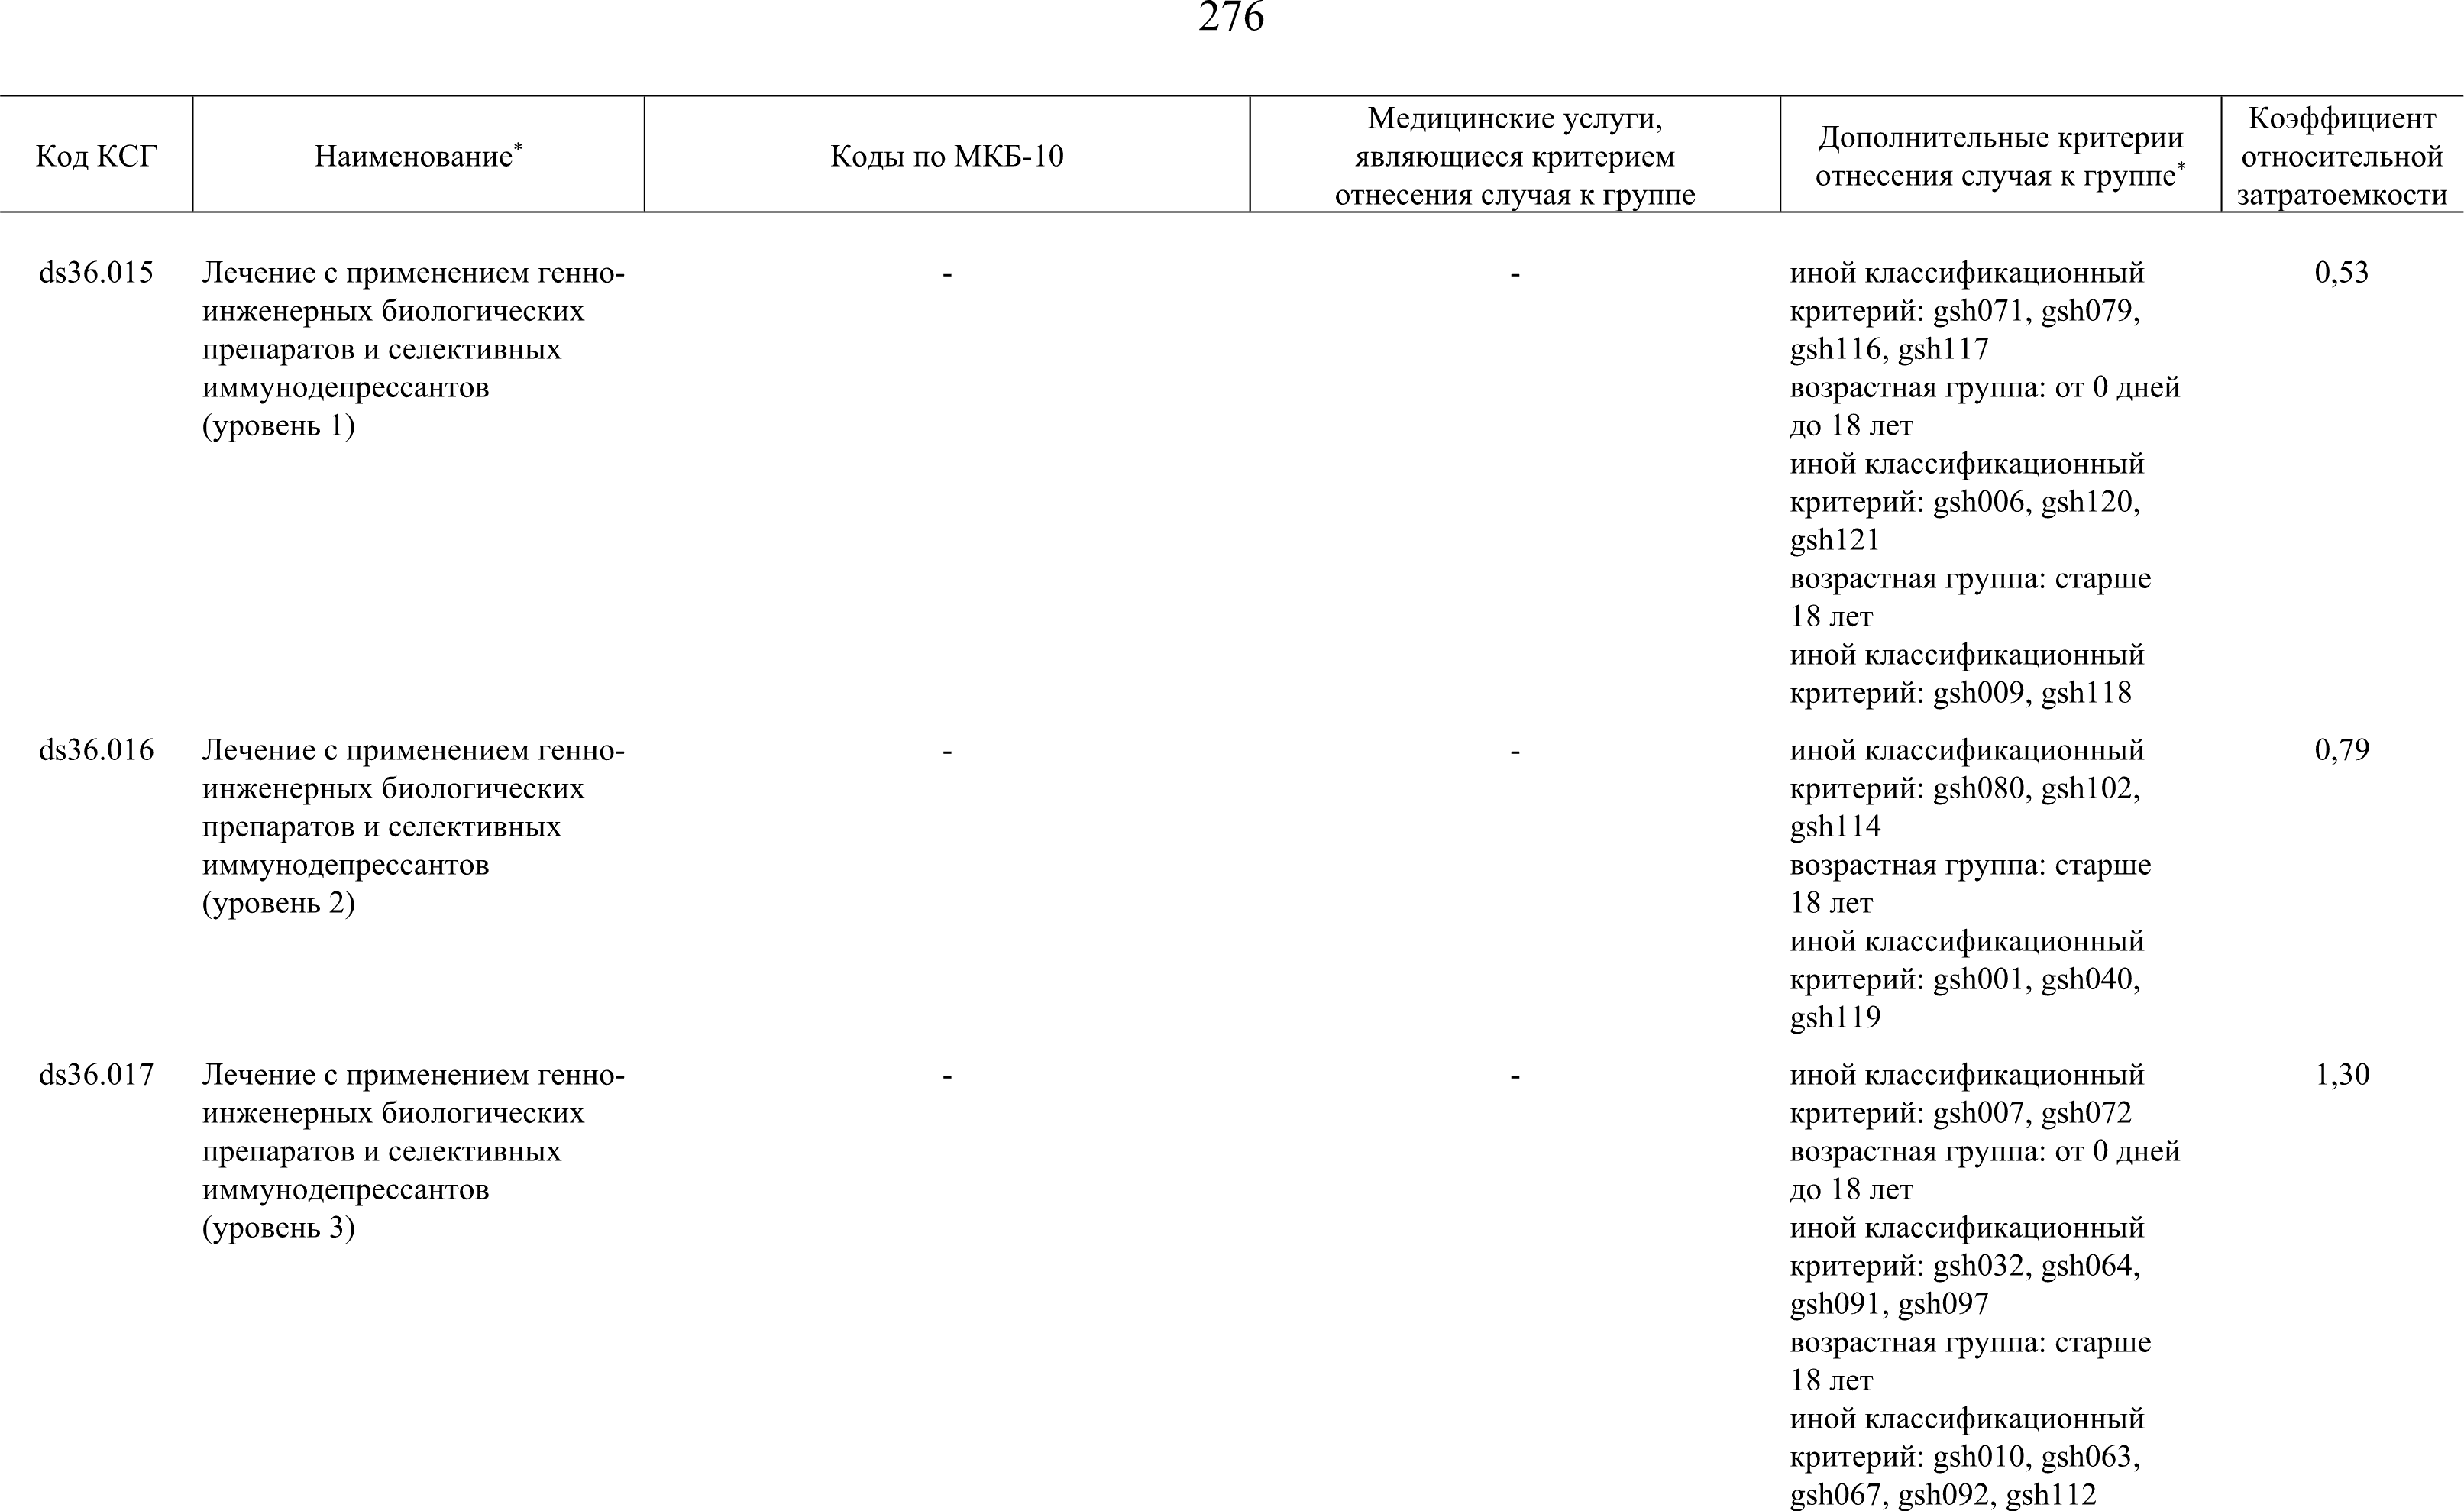 276
Код КСГ
Наименование*
Коды по МКБ-10
Медицинские услуги,
являющиеся критерием
отнесения случая к группе
Дополнительные критерии
отнесения случая к группе*
Коэффициент
относительной
затратоемкости
ds36.015
Лечение с применением генно-
инженерных биологических
препаратов и селективных
иммунодепрессантов
(уровень 1)
-
-
иной классификационный
критерий: gsh071, gsh079,
gsh116, gsh117
возрастная группа: от 0 дней
до 18 лет
иной классификационный
критерий: gsh006, gsh120,
gsh121
возрастная группа: старше
18 лет
иной классификационный
критерий: gsh009, gsh118
0,53
ds36.016
Лечение с применением генно-
инженерных биологических
препаратов и селективных
иммунодепрессантов
(уровень 2)
-
-
иной классификационный
критерий: gsh080, gsh102,
gsh114
возрастная группа: старше
18 лет
иной классификационный
критерий: gsh001, gsh040,
gsh119
0,79
ds36.017
Лечение с применением генно-
инженерных биологических
препаратов и селективных
иммунодепрессантов
(уровень 3)
-
-
иной классификационный
критерий: gsh007, gsh072
возрастная группа: от 0 дней
до 18 лет
иной классификационный
критерий: gsh032, gsh064,
gsh091, gsh097
возрастная группа: старше
18 лет
иной классификационный
критерий: gsh010, gsh063,
gsh067, gsh092, gsh112
1,30